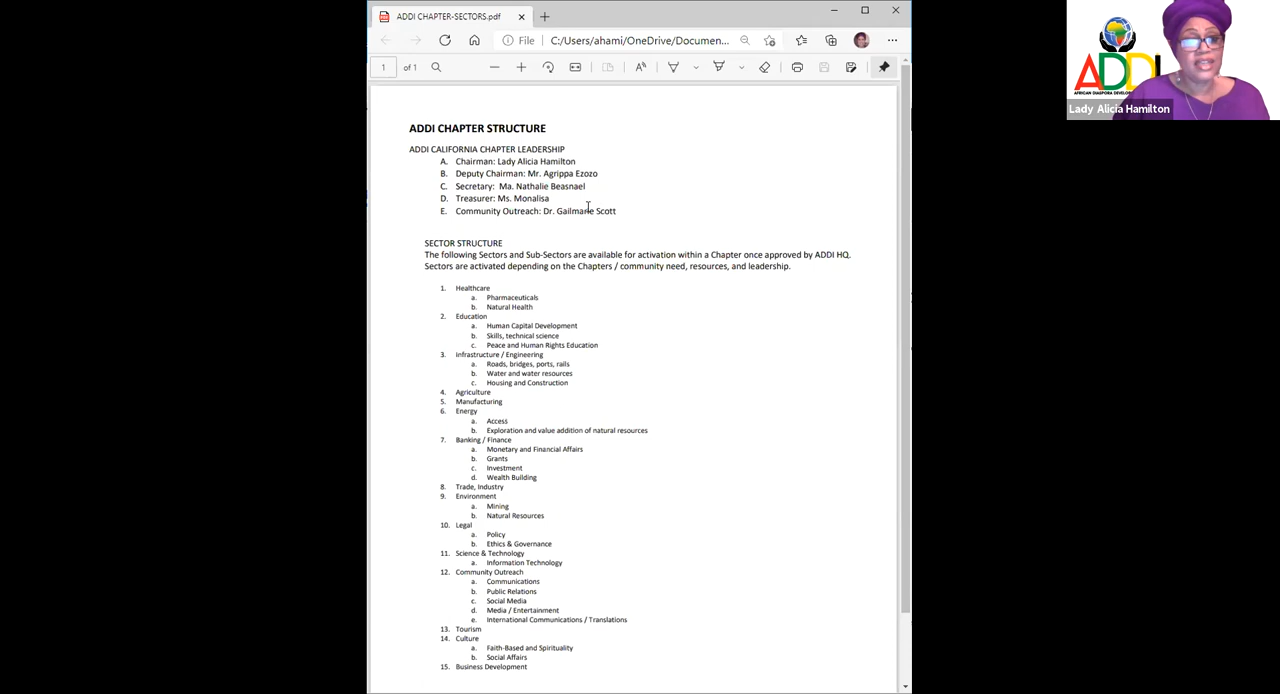 ADDI CHAPTER-SECTORS.pdf
File C:/Users/ahami/OneDrive/Documen...
1 of 1
ADDI
Lady Alicia Hamilton
ADDI CHAPTER STRUCTURE
ADDI CALIFORNIA CHAPTER LEADERSHIP
A. Chairman: Lady Alicia Hamilton
B. Deputy Chairman: Mr. Agrippa Ezozo
C. Secretary: Ma. Nathalie Beasnael
D. Treasurer: Ms. Monalisa
E. Community Outreach: Dr. Gailmarie Scott
SECTOR STRUCTURE
The following Sectors and Sub-Sectors are available for activation within a Chapter once approved by ADDI HQ.
Sectors are activated depending on the Chapters / community need, resources, and leadership.
1. Healthcare
a. Pharmaceuticals
b. Natural Health
2. Education
a. Human Capital Development
b. Skills, technical science
c. Peace and Human Rights Education
3. Infrastructure / Engineering
a. Roads, bridges, ports, rails
b. Water and water resources
c. Housing and Construction
4. Agriculture
5. Manufacturing
6. Energy
a. Access
b. Exploration and value addition of natural resources
7. Banking / Finance
a. Monetary and Financial Affairs
b. Grants
c. Investment
d. Wealth Building
8. Trade, Industry
9. Environment
a. Mining
b. Natural Resources
10. Legal
a. Policy
b. Ethics & Governance
11. Science & Technology
a. Information Technology
12. Community Outreach
a. Communications
b. Public Relations
c. Social Media
d. Media / Entertainment
e. International Communications / Translations
13. Tourism
14. Culture
a. Faith-Based and Spirituality
b. Social Affairs
15. Business Development